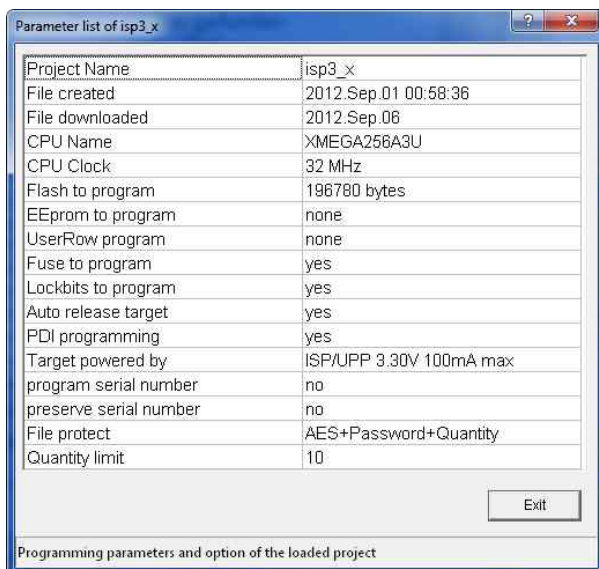 Parameter list of isp3_x
Project Name isp3_x
File created 2012.Sep.01 00:58:36
File downloaded 2012.Sep.06
CPU Name XMEGA256A3U
CPU Clock 32 MHz
Flash to program 196780 bytes
EEprom to program none
UserRow program none
Fuse to program yes
Lockbits to program yes
Auto release target yes
PDI programming yes
Target powered by ISP/UPP 3.30V 100mA max
program serial number no
preserve serial number no
File protect AES+Password+Quantity
Quantity limit 10
Exit
Programming parameters and option of the loaded project